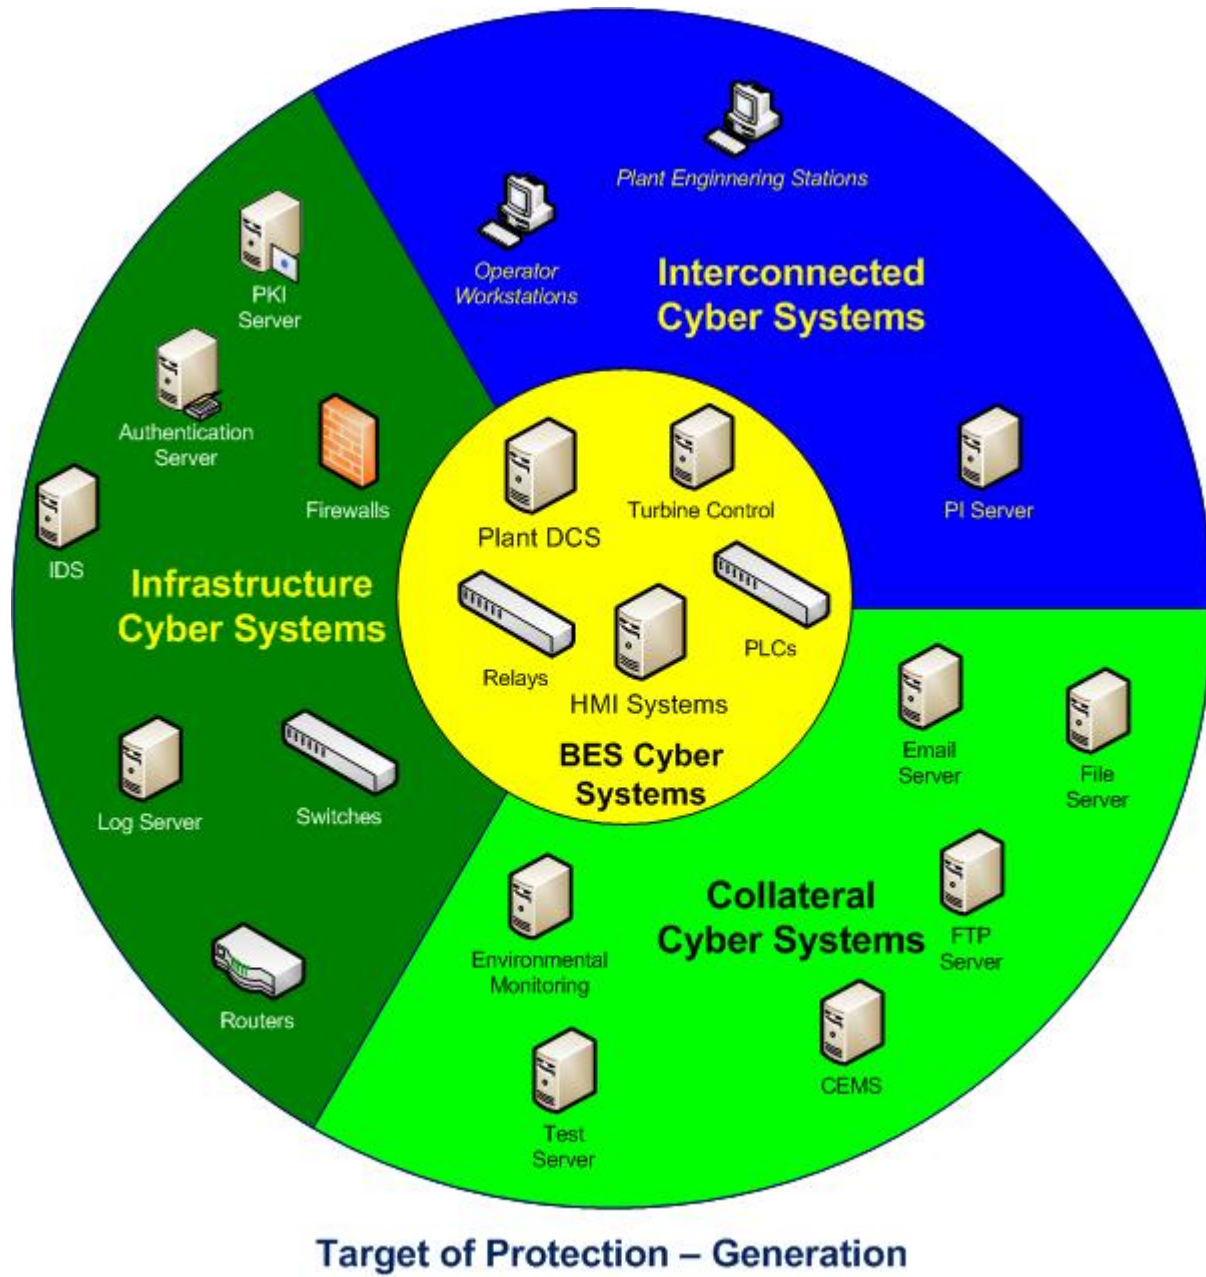 Plant Enginnering Stations
Operator
Workstations
Interconnected
Cyber Systems
PI Server
PKI
Server
Authentication
Server
Firewalls
IDS
Infrastructure
Cyber Systems
Log Server
Switches
Routers
Plant DCS
Turbine Control
Relays
HMI Systems
PLCs
BES Cyber
Systems
Email
Server
File
Server
Collateral
Cyber Systems
FTP
Server
Environmental
Monitoring
CEMS
Test
Server
Target of Protection – Generation